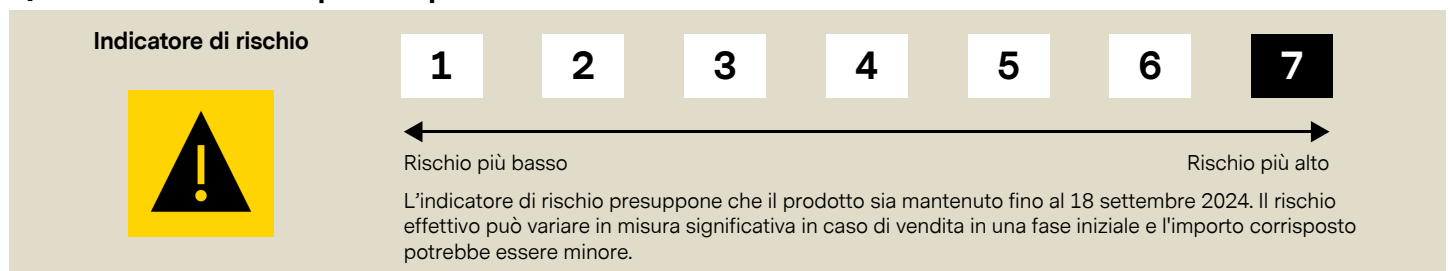 Indicatore di rischio
1 2 3 4 5 6 7
Rischio più basso Rischio più alto
L'indicatore di rischio presuppone che il prodotto sia mantenuto fino al 18 settembre 2024. Il rischio
effettivo può variare in misura significativa in caso di vendita in una fase iniziale e l'importo corrisposto
potrebbe essere minore.